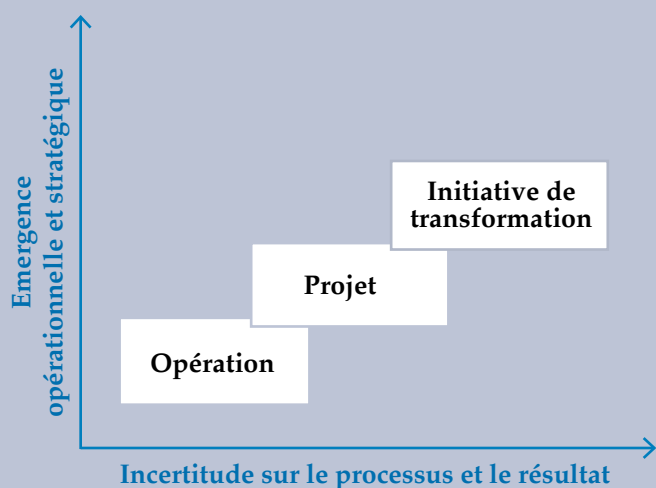 Emergence
opérationnelle et stratégique
Initiative de
transformation
Projet
Opération
Incertitude sur le processus et le résultat